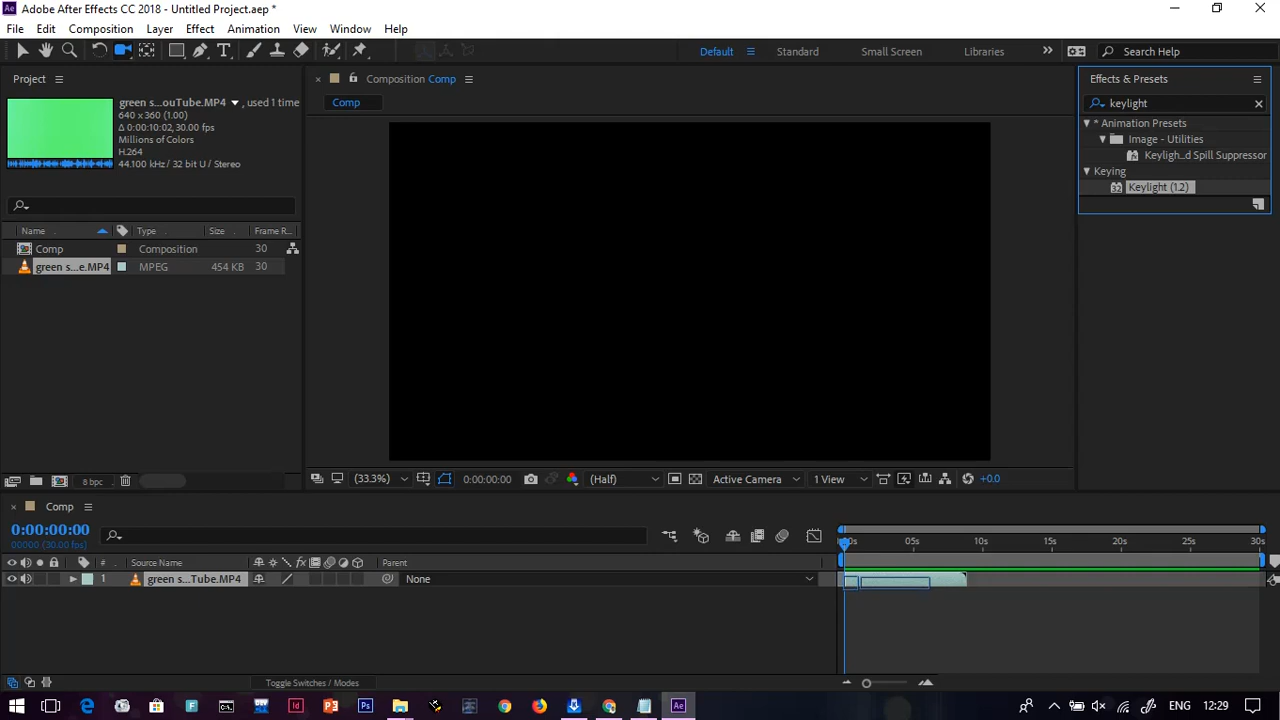 Ae Adobe After Effects CC 2018 - Untitled Project.aep *
File Edit Composition Layer Effect Animation View Window Help
Default Standard Small Screen Libraries Search Help
Project
Composition Comp
Effects & Presets
Comp
keylight
green s...ouTube.MP4 , used 1 time
640 x 360 (1.00)
Δ 0:00:10:02, 30.00 fps
Millions of Colors
H.264
44.100 kHz / 32 bit U / Stereo
* Animation Presets
Image - Utilities
Keyligh...d Spill Suppressor
Keying
32 Keylight (1.2)
Name Type Size Frame R...
Comp Composition 30
green s...e.MP4 MPEG 454 KB 30
8 bpc
(33.3%) 0:00:00:00 (Half) Active Camera 1 View +0.0
Comp
0:00:00:00
00000 (30.00 fps)
05s 10s 15s 20s 25s 30s
# Source Name fx Parent
1 green s...Tube.MP4 None
Toggle Switches / Modes
Id Ps Ae ENG 12:29